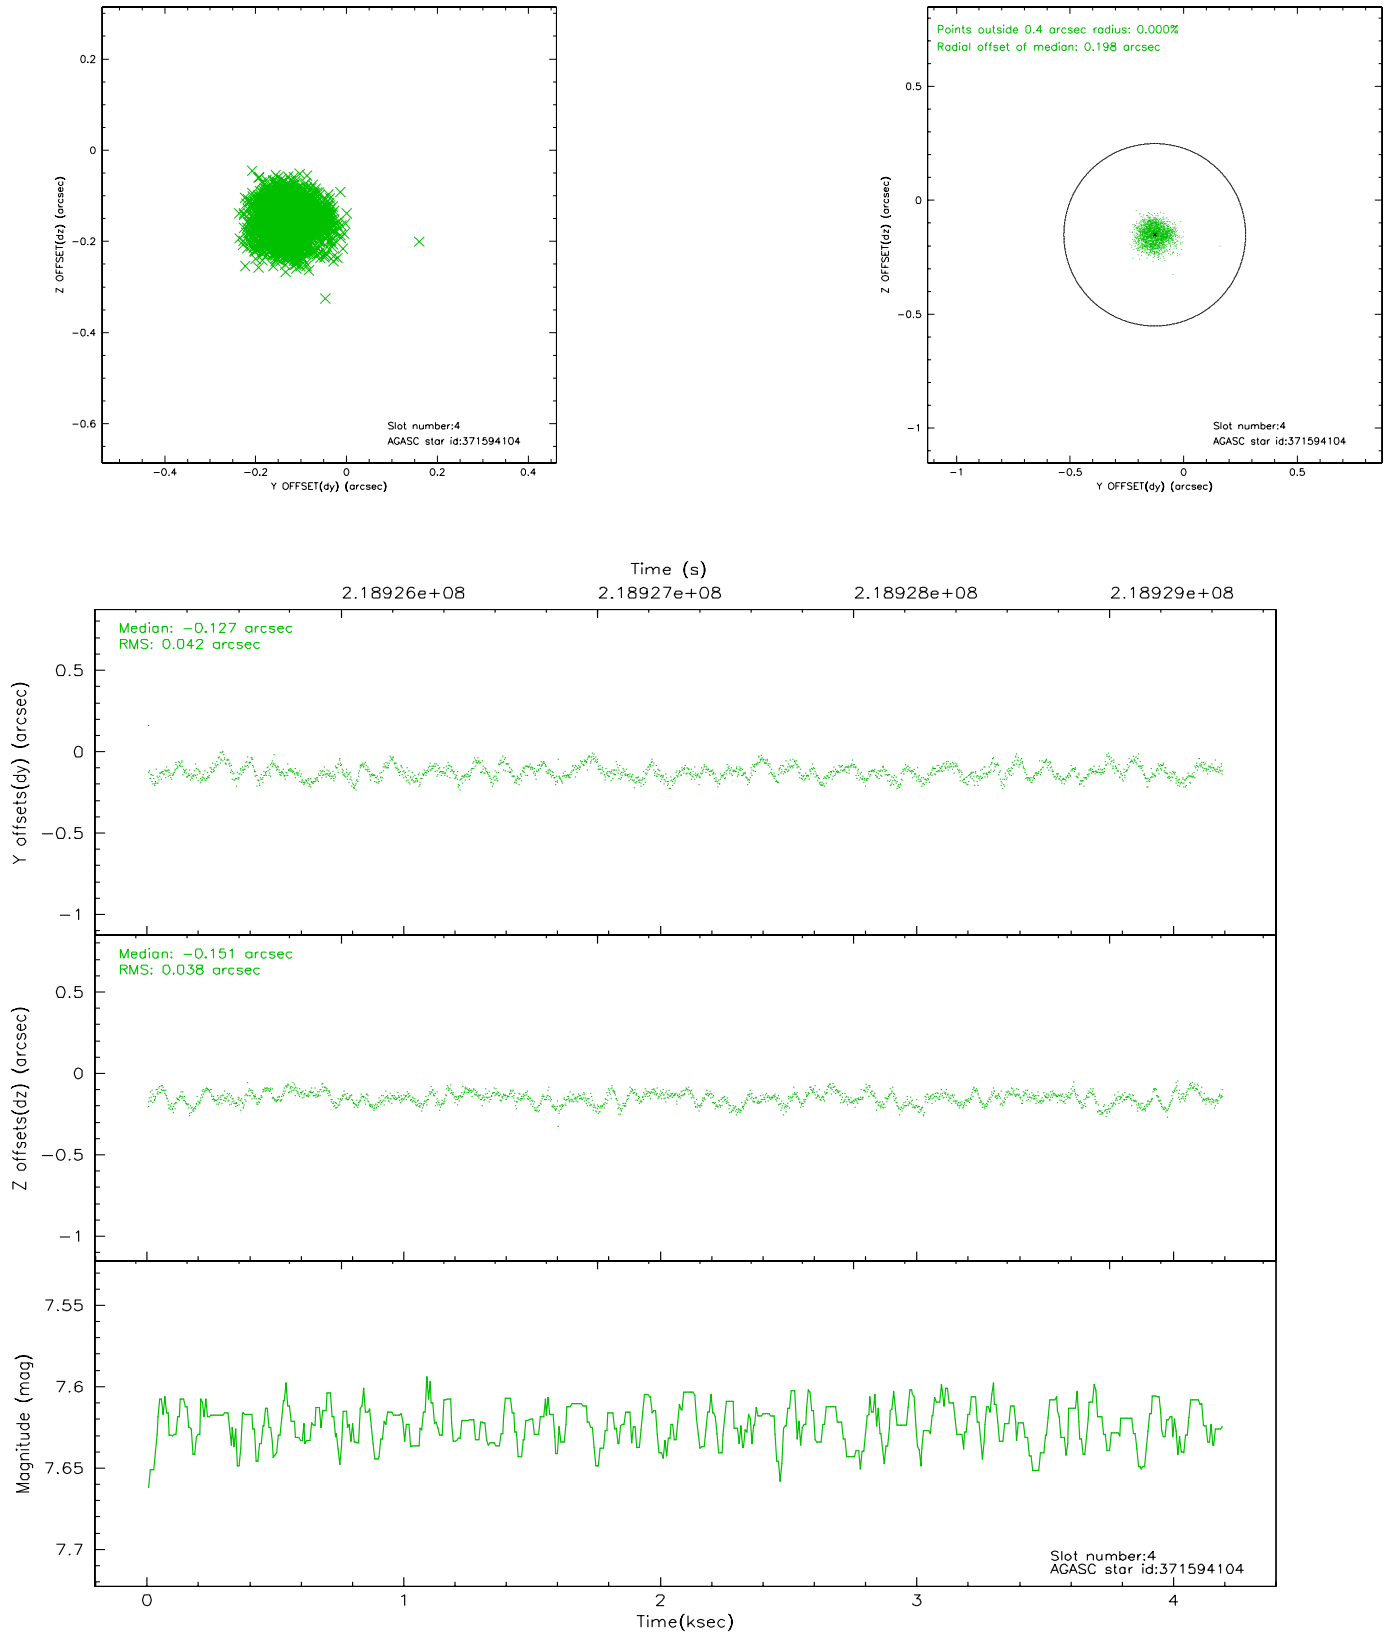 0.2
0
−0.2
−0.4
−0.6
Z OFFSET(dz) (arcsec)
Slot number:4
AGASC star id:371594104
−0.4 −0.2 0 0.2 0.4
Y OFFSET(dy) (arcsec)
Points outside 0.4 arcsec radius: 0.000%
Radial offset of median: 0.198 arcsec
0.5
0
−0.5
−1
Z OFFSET(dz) (arcsec)
Slot number:4
AGASC star id:371594104
−1 −0.5 0 0.5
Y OFFSET(dy) (arcsec)
Time (s)
2.18926e+08 2.18927e+08 2.18928e+08 2.18929e+08
Median: −0.127 arcsec
RMS: 0.042 arcsec
0.5
0
−0.5
−1
Y offsets(dy) (arcsec)
Median: −0.151 arcsec
RMS: 0.038 arcsec
0.5
0
−0.5
−1
Z offsets(dz) (arcsec)
7.55
7.6
7.65
7.7
Magnitude (mag)
Slot number:4
AGASC star id:371594104
0 1 2 3 4
Time(ksec)